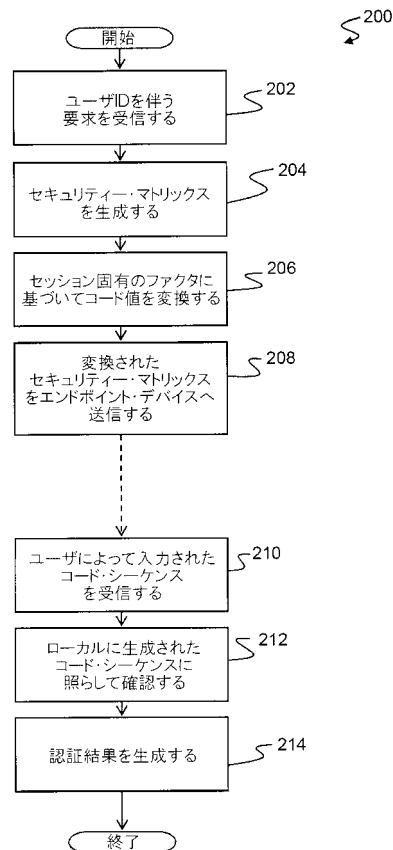 開始
200
ユーザIDを伴う
要求を受信する
202
セキュリティー・マトリックス
を生成する
204
セッション固有のファクタに
基づいてコード値を変換する
206
変換された
セキュリティー・マトリックス
をエンドポイント・デバイスへ
送信する
208
ユーザによって入力された
コード・シーケンス
を受信する
210
ローカルに生成された
コード・シーケンスに
照らして確認する
212
認証結果を生成する
214
終了